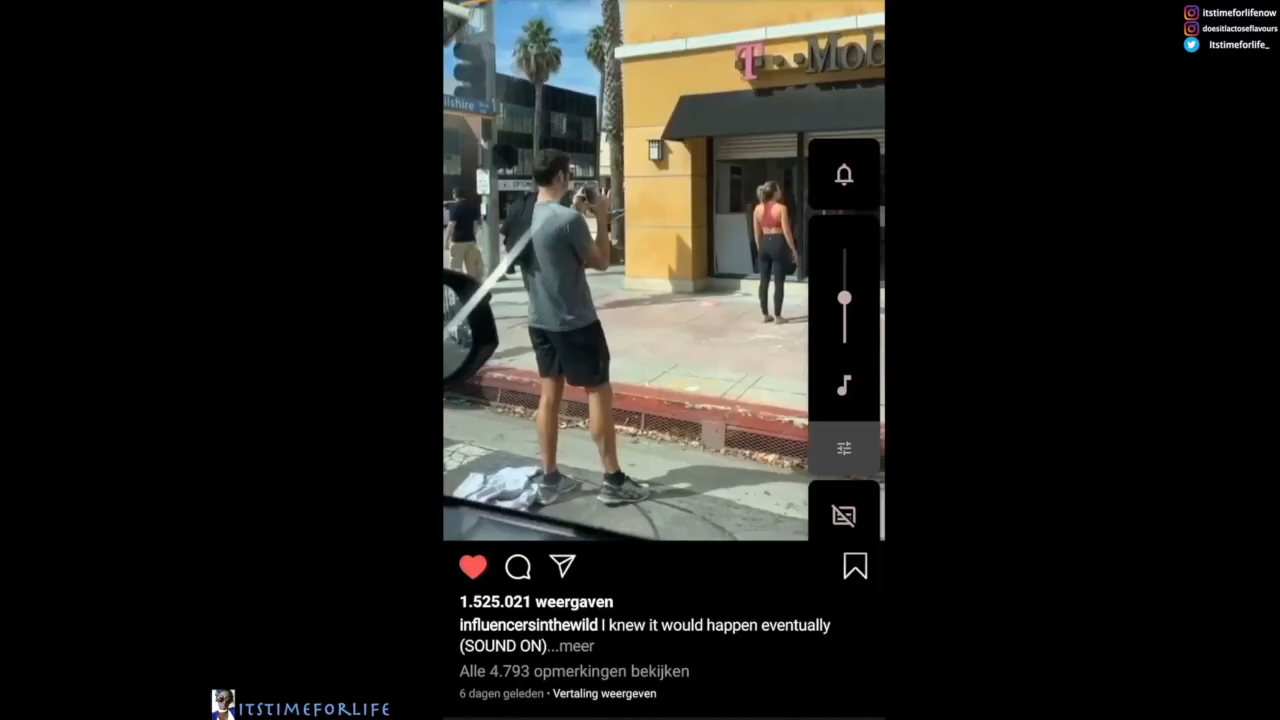 itstimeforlifenow
doesitlactoseflavours
Itstimeforlife_
T··Mob
lshire
1.525.021 weergaven
influencersinthewild I knew it would happen eventually
(SOUND ON)...meer
Alle 4.793 opmerkingen bekijken
6 dagen geleden • Vertaling weergeven
ITSTIMEFORLIFE